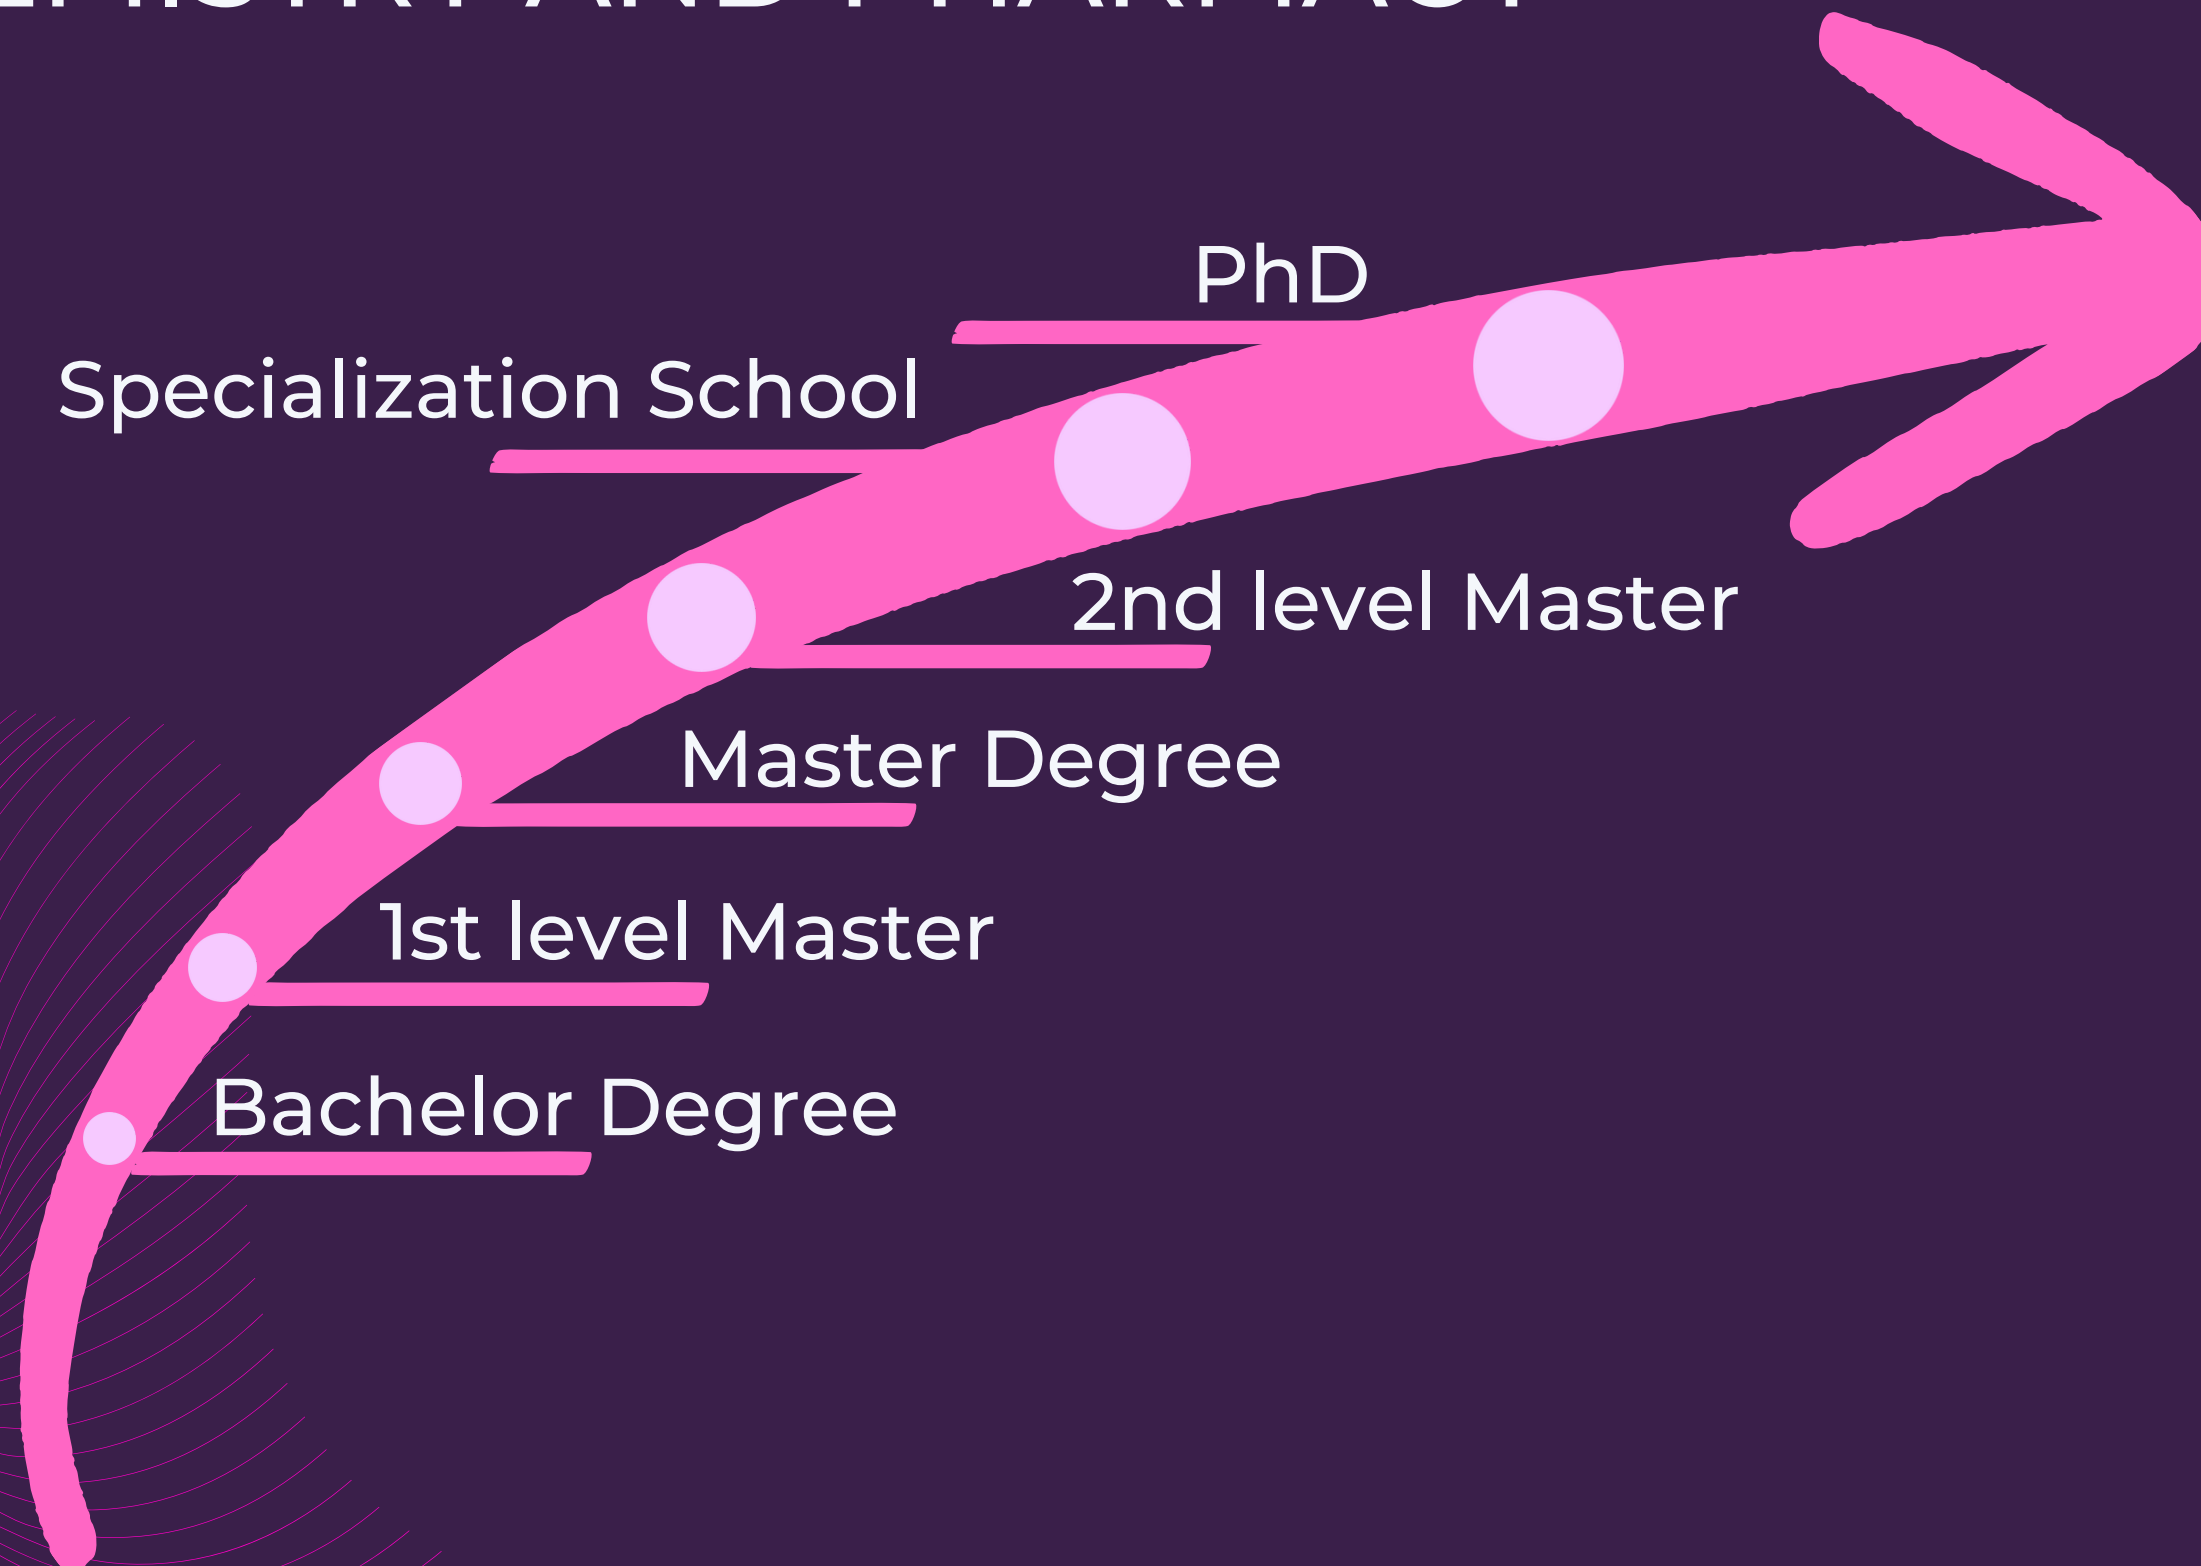 PhD
Specialization School
2nd level Master
Master Degree
1st level Master
Bachelor Degree